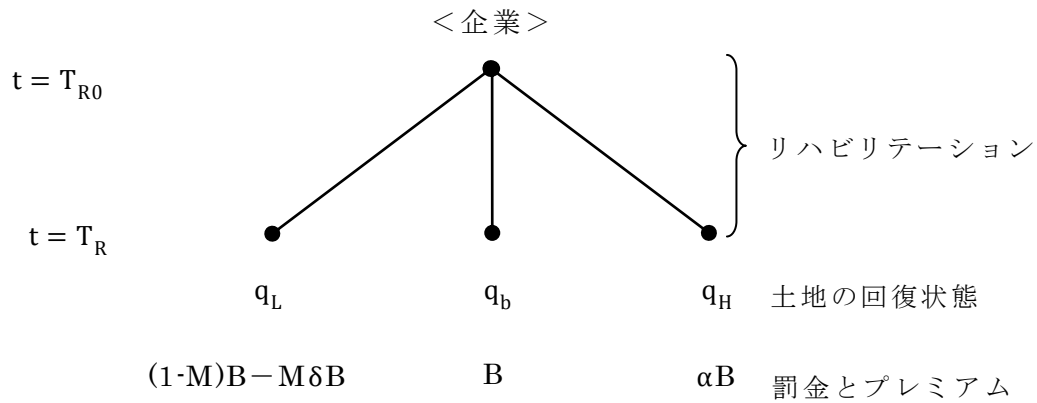 ＜企業＞
t = T_R0
リハビリテーション
t = T_R
q_L q_b q_H 土地の回復状態
(1-M)B－MδB B αB 罰金とプレミアム